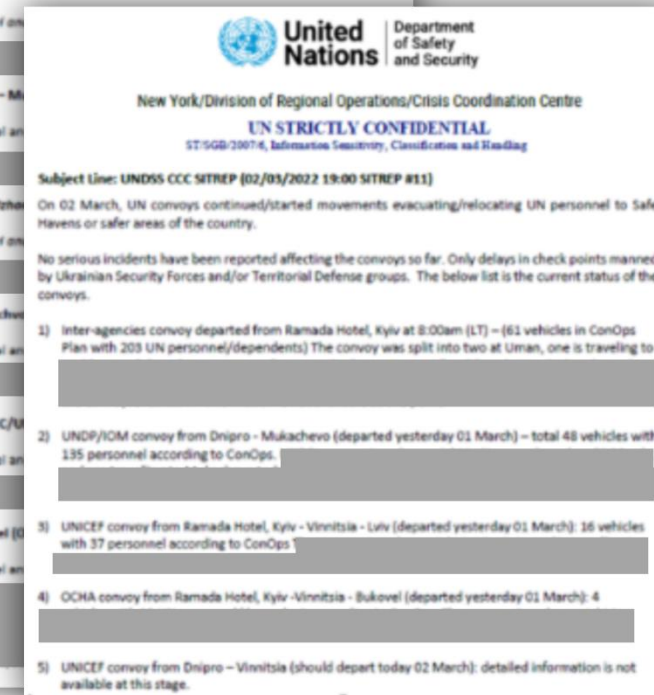 United
Nations
Department
of Safety
and Security
New York/Division of Regional Operations/Crisis Coordination Centre
UN STRICTLY CONFIDENTIAL
ST/SGB/2007/6, Information Sensitivity, Classification and Handling
Subject Line: UNDSS CCC SITREP (02/03/2022 19:00 SITREP #11)
On 02 March, UN convoys continued/started movements evacuating/relocating UN personnel to Safe
Havens or safer areas of the country.
No serious incidents have been reported affecting the convoys so far. Only delays in check points manned
by Ukrainian Security Forces and/or Territorial Defense groups. The below list is the current status of the
convoys.
1) Inter-agencies convoy departed from Ramada Hotel, Kyiv at 8:00am (LT) – (61 vehicles in ConOps
Plan with 203 UN personnel/dependents) The convoy was split into two at Uman, one is traveling to
2) UNDP/IOM convoy from Dnipro - Mukachevo (departed yesterday 01 March) – total 48 vehicles with
135 personnel according to ConOps.
3) UNICEF convoy from Ramada Hotel, Kyiv - Vinnitsia - Lviv (departed yesterday 01 March): 16 vehicles
with 37 personnel according to ConOps
4) OCHA convoy from Ramada Hotel, Kyiv -Vinnitsia - Bukovel (departed yesterday 01 March): 4
5) UNICEF convoy from Dnipro – Vinnitsia (should depart today 02 March): detailed information is not
available at this stage.